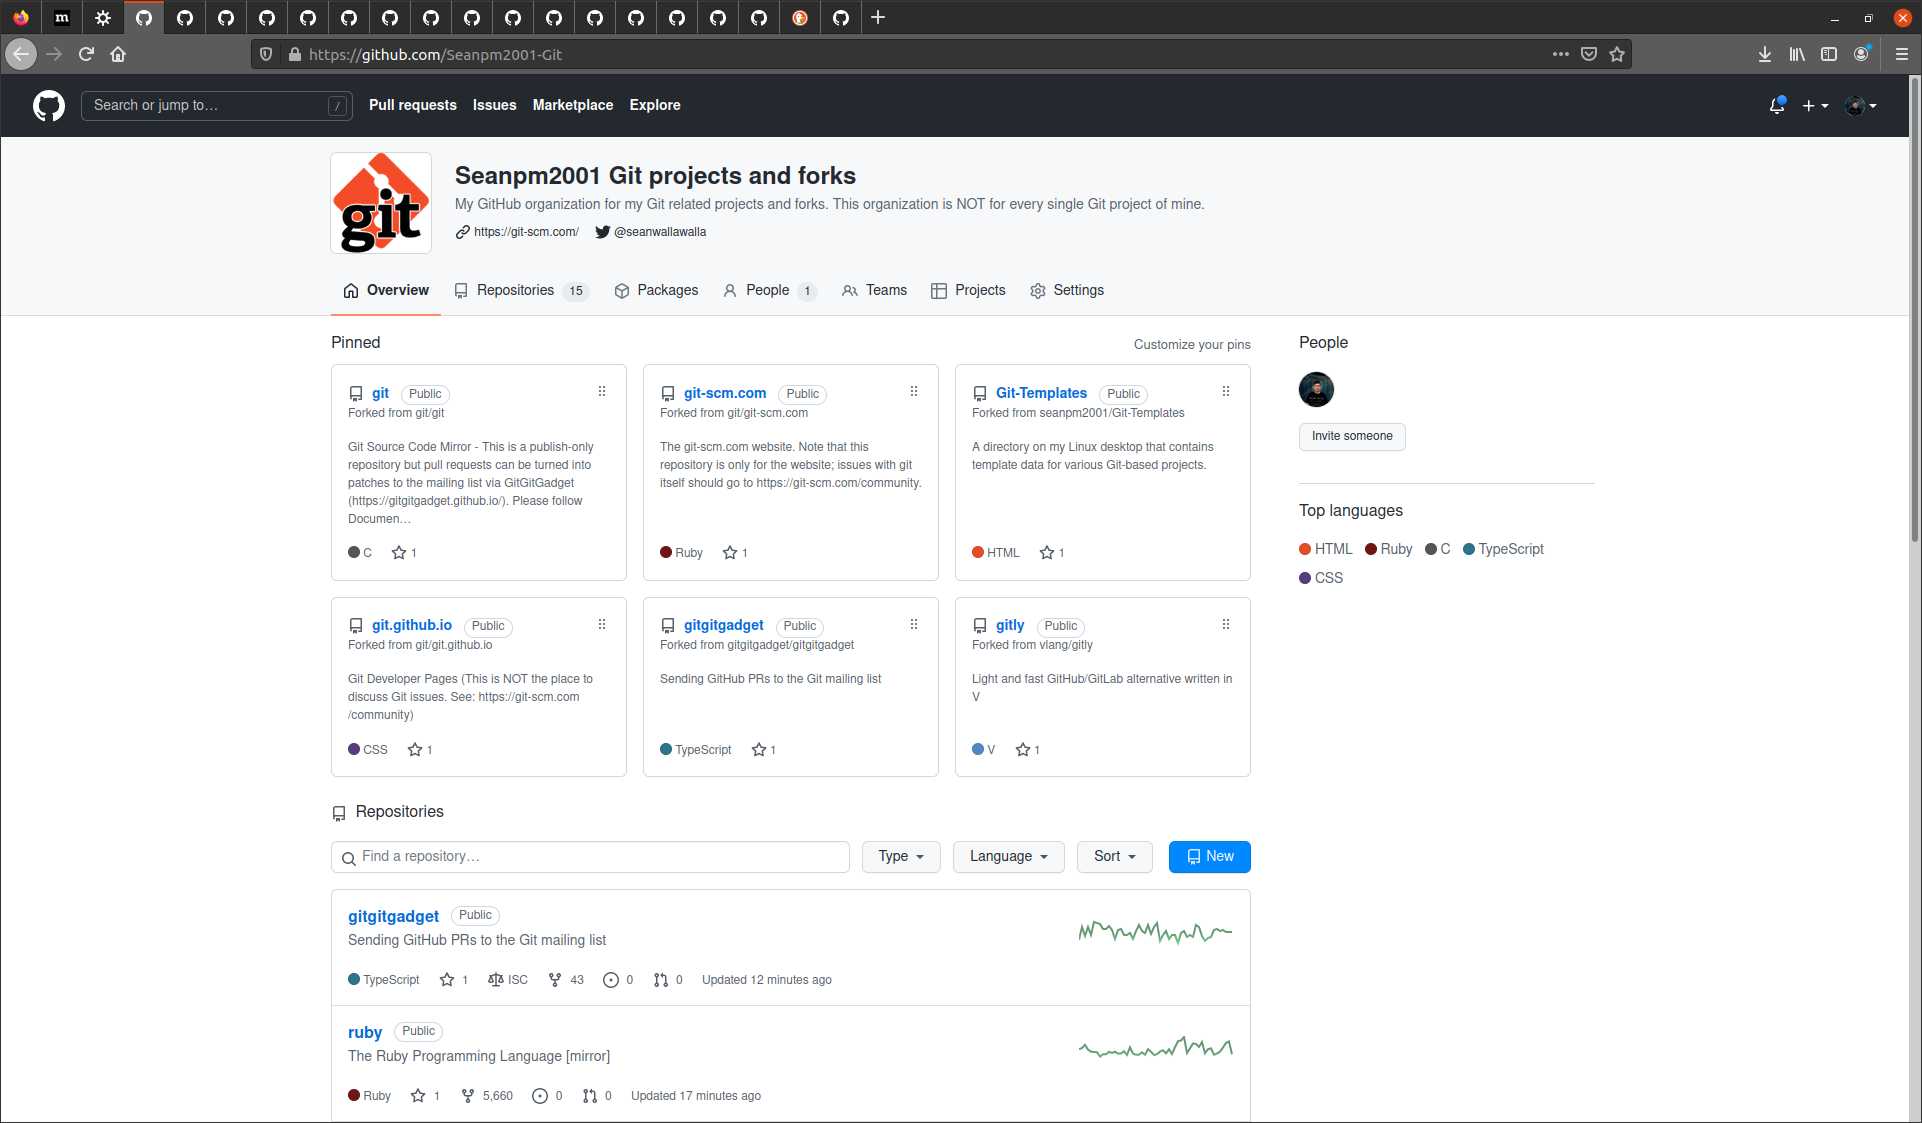 m
https://github.com/Seanpm2001-Git
Search or jump to…
/
Pull requests
Issues
Marketplace
Explore
git
Seanpm2001 Git projects and forks
My GitHub organization for my Git related projects and forks. This organization is NOT for every single Git project of mine.
https://git-scm.com/
@seanwallawalla
Overview
Repositories 15
Packages
People 1
Teams
Projects
Settings
Pinned
Customize your pins
git Public
Forked from git/git
Git Source Code Mirror - This is a publish-only
repository but pull requests can be turned into
patches to the mailing list via GitGitGadget
(https://gitgitgadget.github.io/). Please follow
Documen…
C 1
git-scm.com Public
Forked from git/git-scm.com
The git-scm.com website. Note that this
repository is only for the website; issues with git
itself should go to https://git-scm.com/community.
Ruby 1
Git-Templates Public
Forked from seanpm2001/Git-Templates
A directory on my Linux desktop that contains
template data for various Git-based projects.
HTML 1
git.github.io Public
Forked from git/git.github.io
Git Developer Pages (This is NOT the place to
discuss Git issues. See: https://git-scm.com
/community)
CSS 1
gitgitgadget Public
Forked from gitgitgadget/gitgitgadget
Sending GitHub PRs to the Git mailing list
TypeScript 1
gitly Public
Forked from vlang/gitly
Light and fast GitHub/GitLab alternative written in
V
V 1
People
Invite someone
Top languages
HTML Ruby C TypeScript
CSS
Repositories
Find a repository…
Type
Language
Sort
New
gitgitgadget Public
Sending GitHub PRs to the Git mailing list
TypeScript 1 ISC 43 0 0 Updated 12 minutes ago
ruby Public
The Ruby Programming Language [mirror]
Ruby 1 5,660 0 0 Updated 17 minutes ago